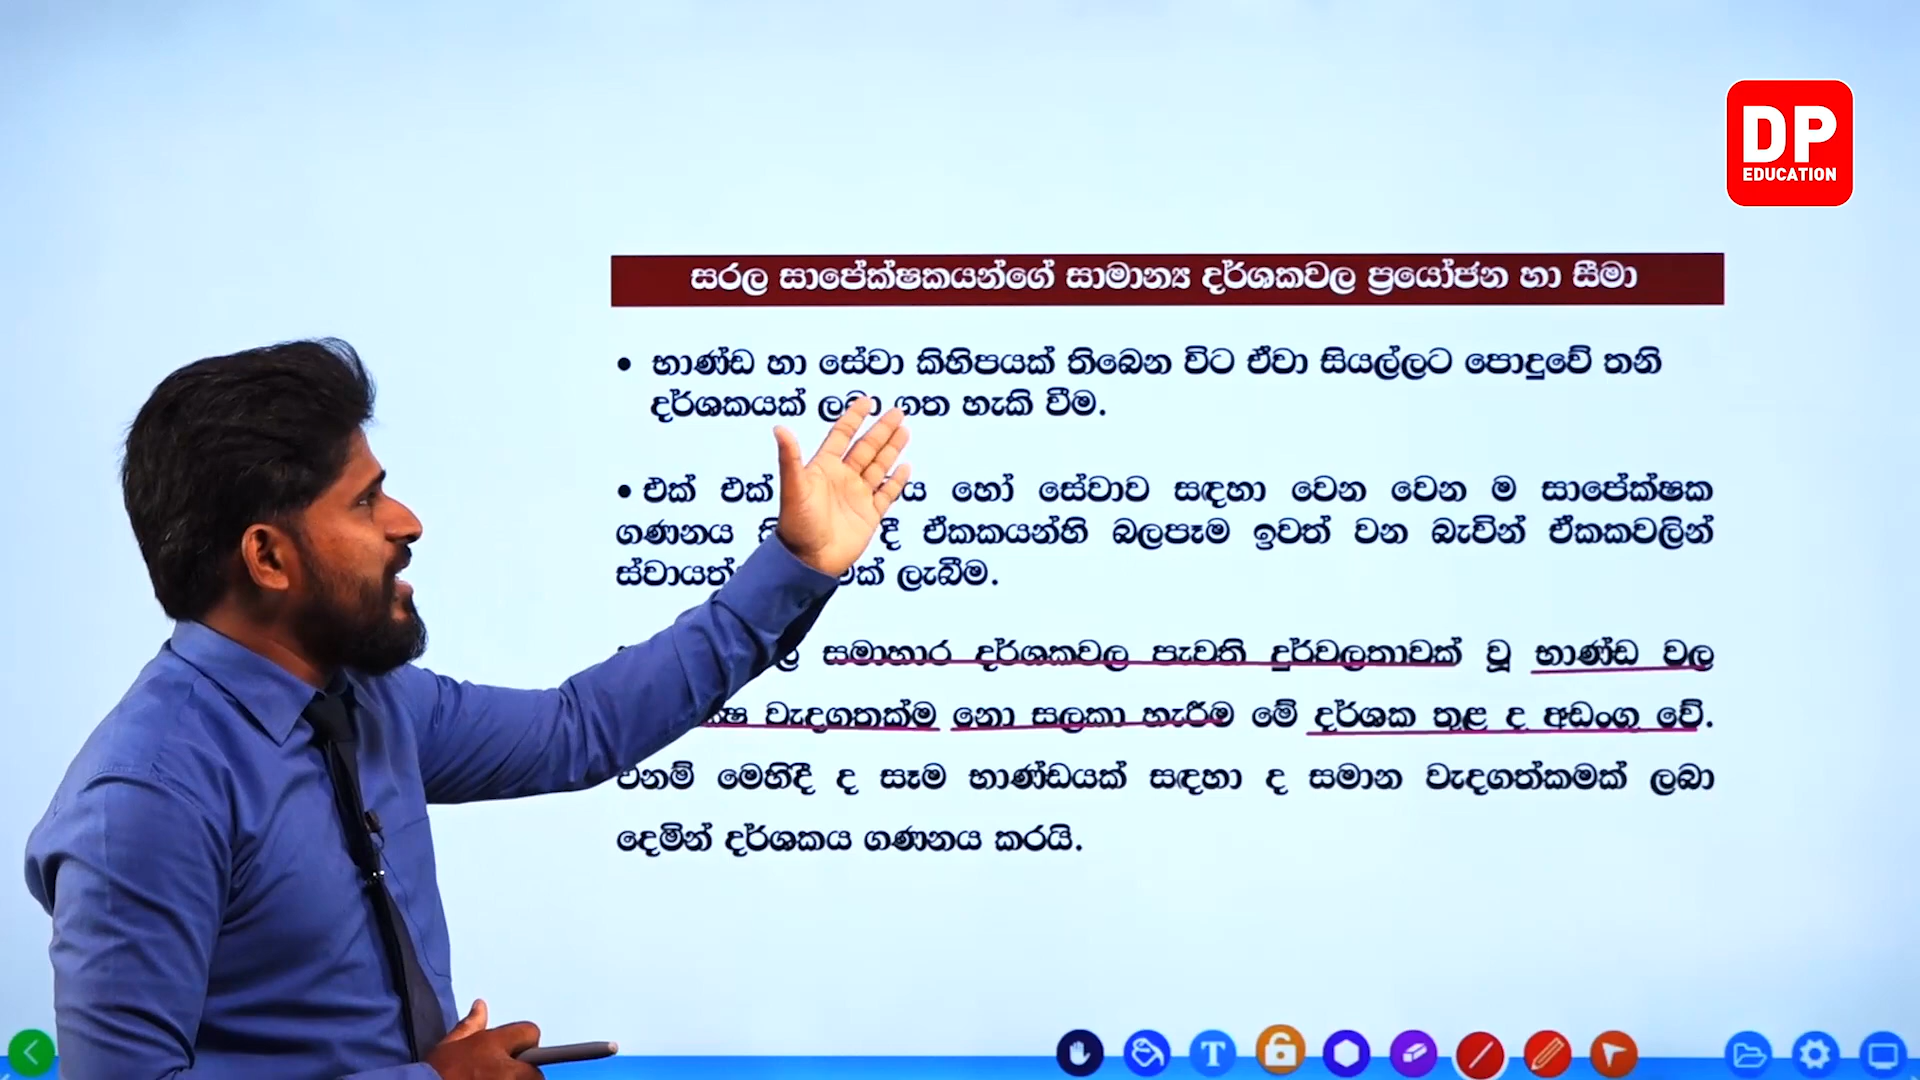 DP
EDUCATION
සරල සාපේක්ෂකයන්ගේ සාමාන්‍ය දර්ශකවල ප්‍රයෝජන හා සීමා
• භාණ්ඩ හා සේවා කිහිපයක් තිබෙන විට ඒවා සියල්ලට පොදුවේ තනි
දර්ශකයක් ලබා ගත හැකි වීම.
• එක් එක් හෝ සේවාව සඳහා වෙන වෙන ම සාපේක්ෂක
ගණනය ඒකකයන්හි බලපෑම ඉවත් වන බැවින් ඒකකවලින්
ලැබීම.
සමාහාර දර්ශකවල පැවති දුර්වලතාවක් වූ භාණ්ඩ වල
වැදගතක්ම නො සලකා හැරීම මේ දර්ශක තුළ ද අඩංගු වේ.
එනම් මෙහිදී ද සෑම භාණ්ඩයක් සඳහා ද සමාන වැදගත්කමක් ලබා
දෙමින් දර්ශකය ගණනය කරයි.